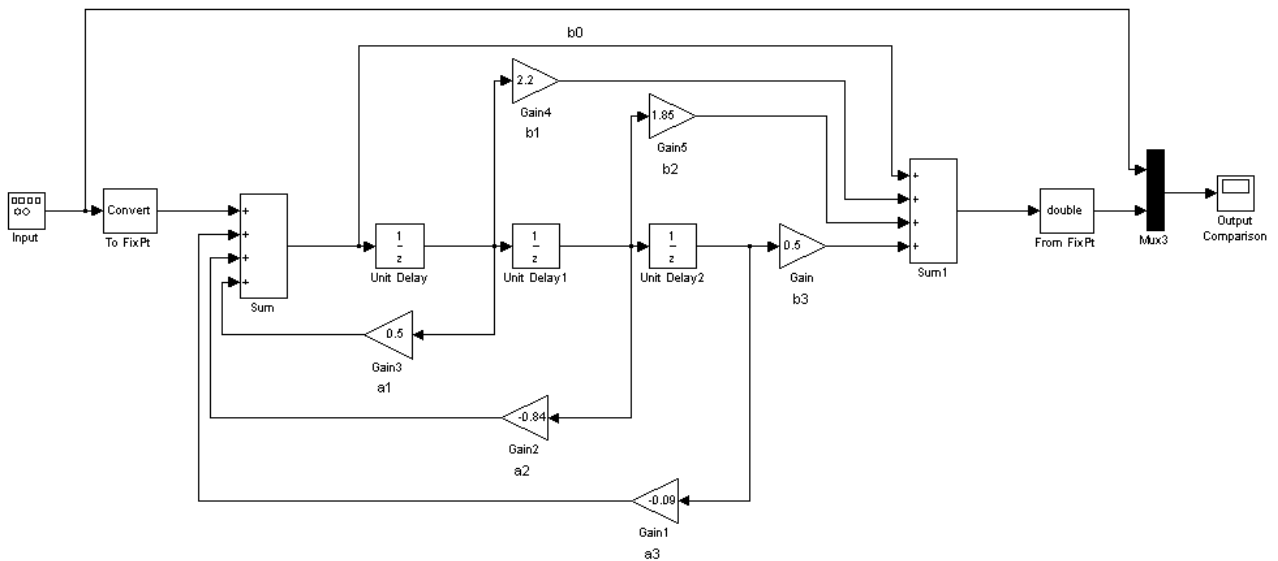 b0
2.2
Gain4
b1
1.85
Gain5
b2
Input
Convert
To FixPt
+
+
+
+
Sum
1
z
Unit Delay
1
z
Unit Delay1
1
z
Unit Delay2
0.5
Gain
b3
+
+
+
+
Sum1
double
From FixPt
Mux3
Output
Comparison
0.5
Gain3
a1
-0.84
Gain2
a2
-0.09
Gain1
a3